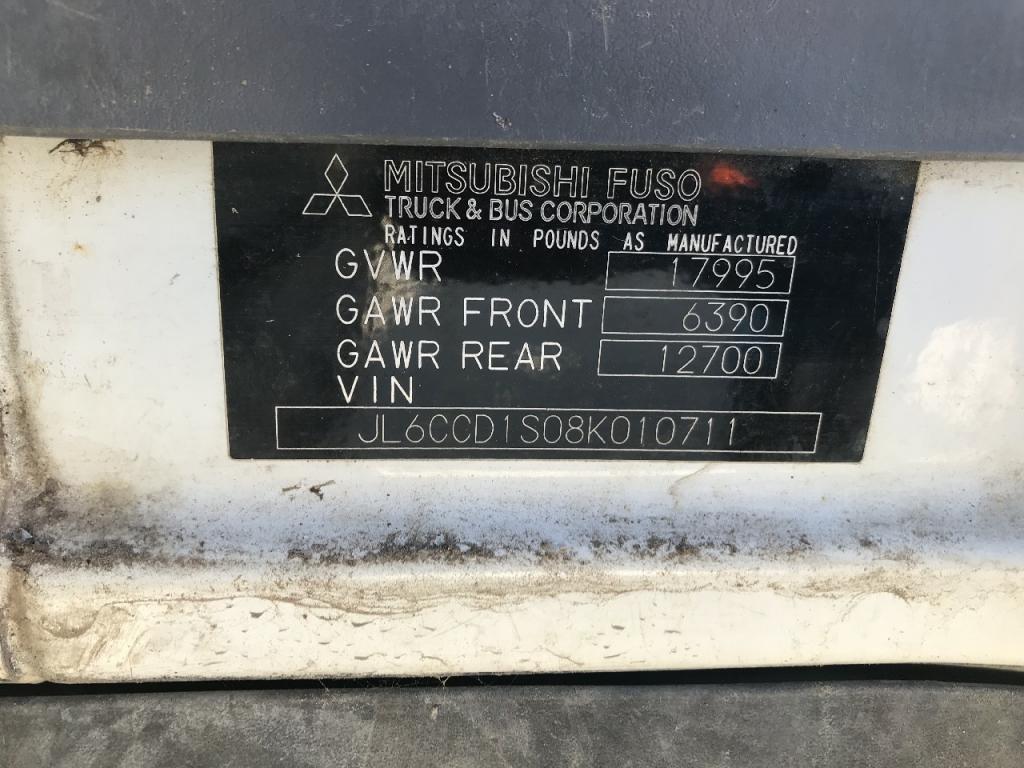 MITSUBISHI FUSO
TRUCK & BUS CORPORATION
RATINGS IN POUNDS AS MANUFACTURED
GVWR 17995
GAWR FRONT 6390
GAWR REAR 12700
VIN
JL6CCD1S08K010711